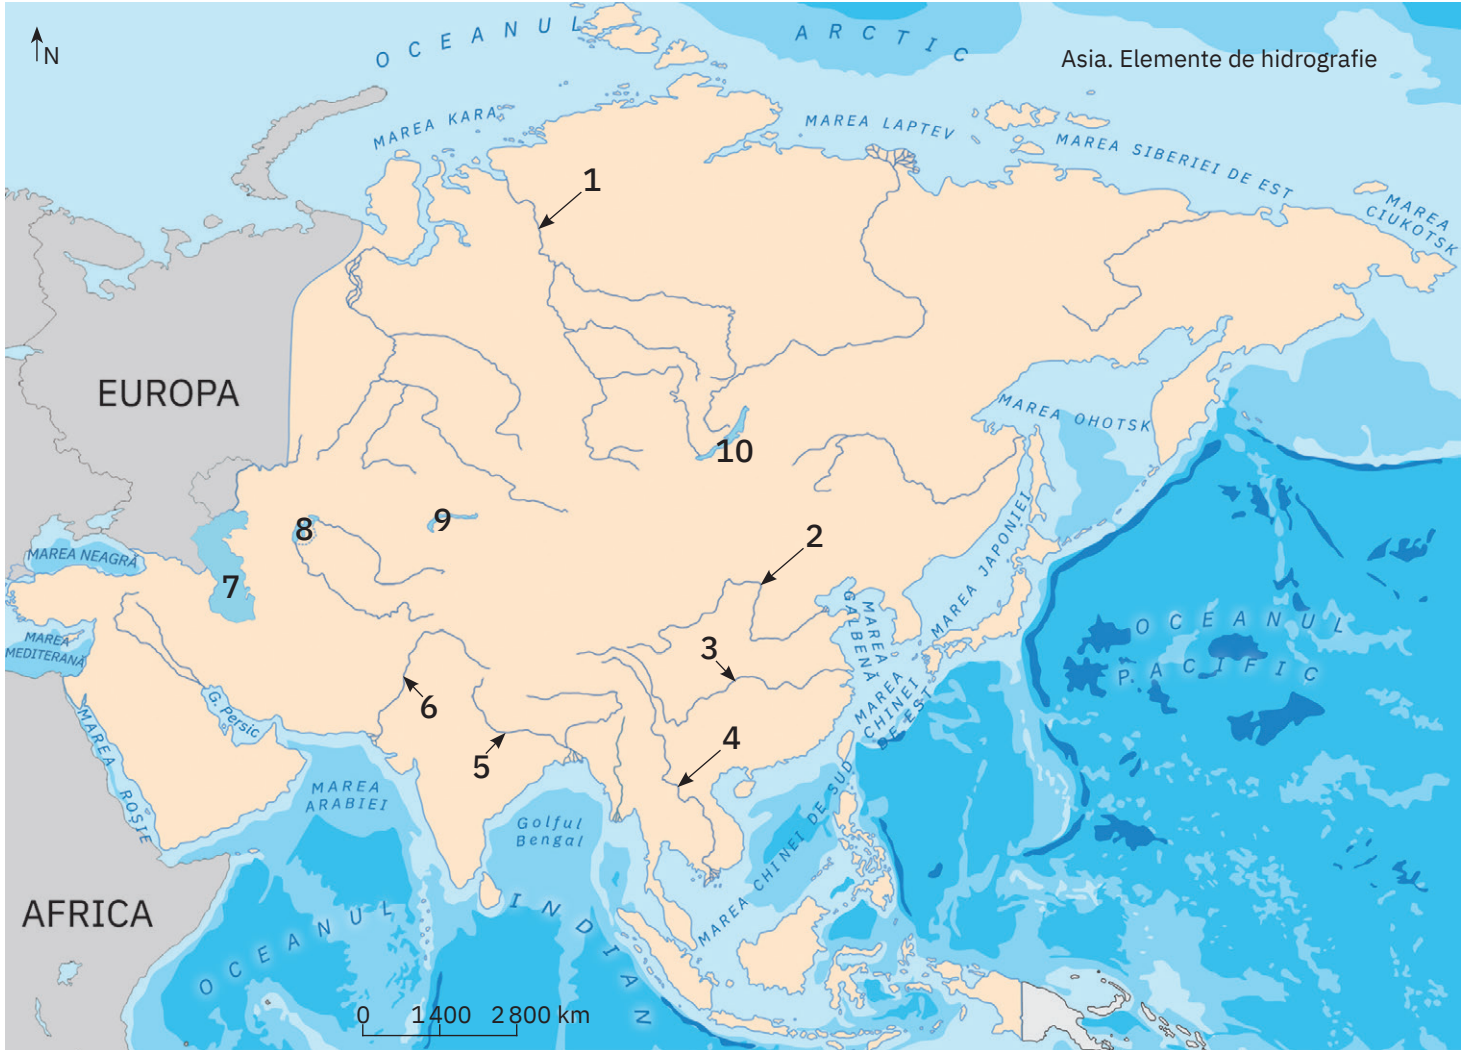 N
Asia. Elemente de hidrografie
OCEANUL
ARCTIC
MAREA KARA
MAREA LAPTEV
MAREA SIBERIEI DE EST
MAREA
CIUKOTSK
1
EUROPA
MAREA OHOTSK
10
9
8
7
2
MAREA NEAGRĂ
MAREA JAPONIEI
MAREA
GALBENĂ
OCEANUL
PACIFIC
MAREA
MEDITERANĂ
3
6
MAREA
CHINEI
DE EST
G. Persic
MAREA ROȘIE
5
4
MAREA
ARABIEI
Golful
Bengal
MAREA CHINEI DE SUD
AFRICA
OCEANUL
INDIAN
0 1400 2800 km